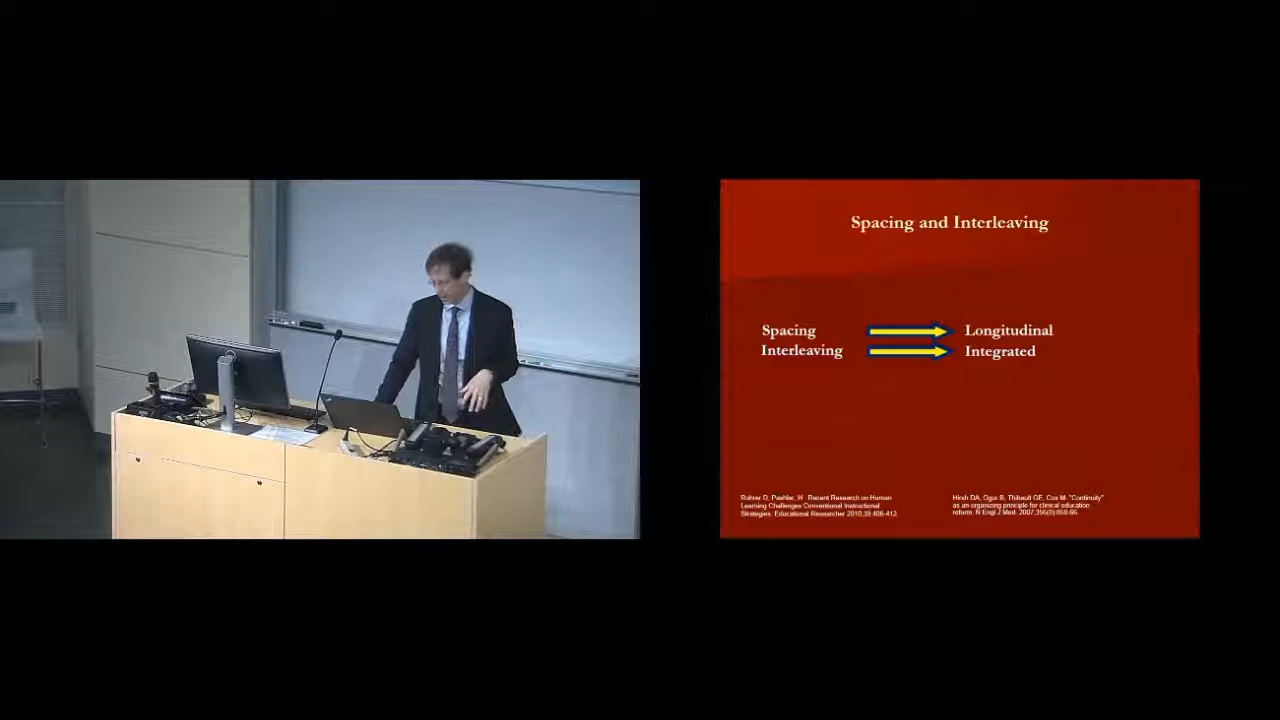 Spacing and Interleaving
Spacing
Longitudinal
Interleaving
Integrated
Rohrer D, Pashler, H. Recent Research on Human
Learning Challenges Conventional Instructional
Strategies. Educational Researcher 2010;39:406-412.
Hirsh DA, Ogur B, Thibault GE, Cox M. "Continuity"
as an organizing principle for clinical education
reform. N Engl J Med. 2007;356(8):858-66.